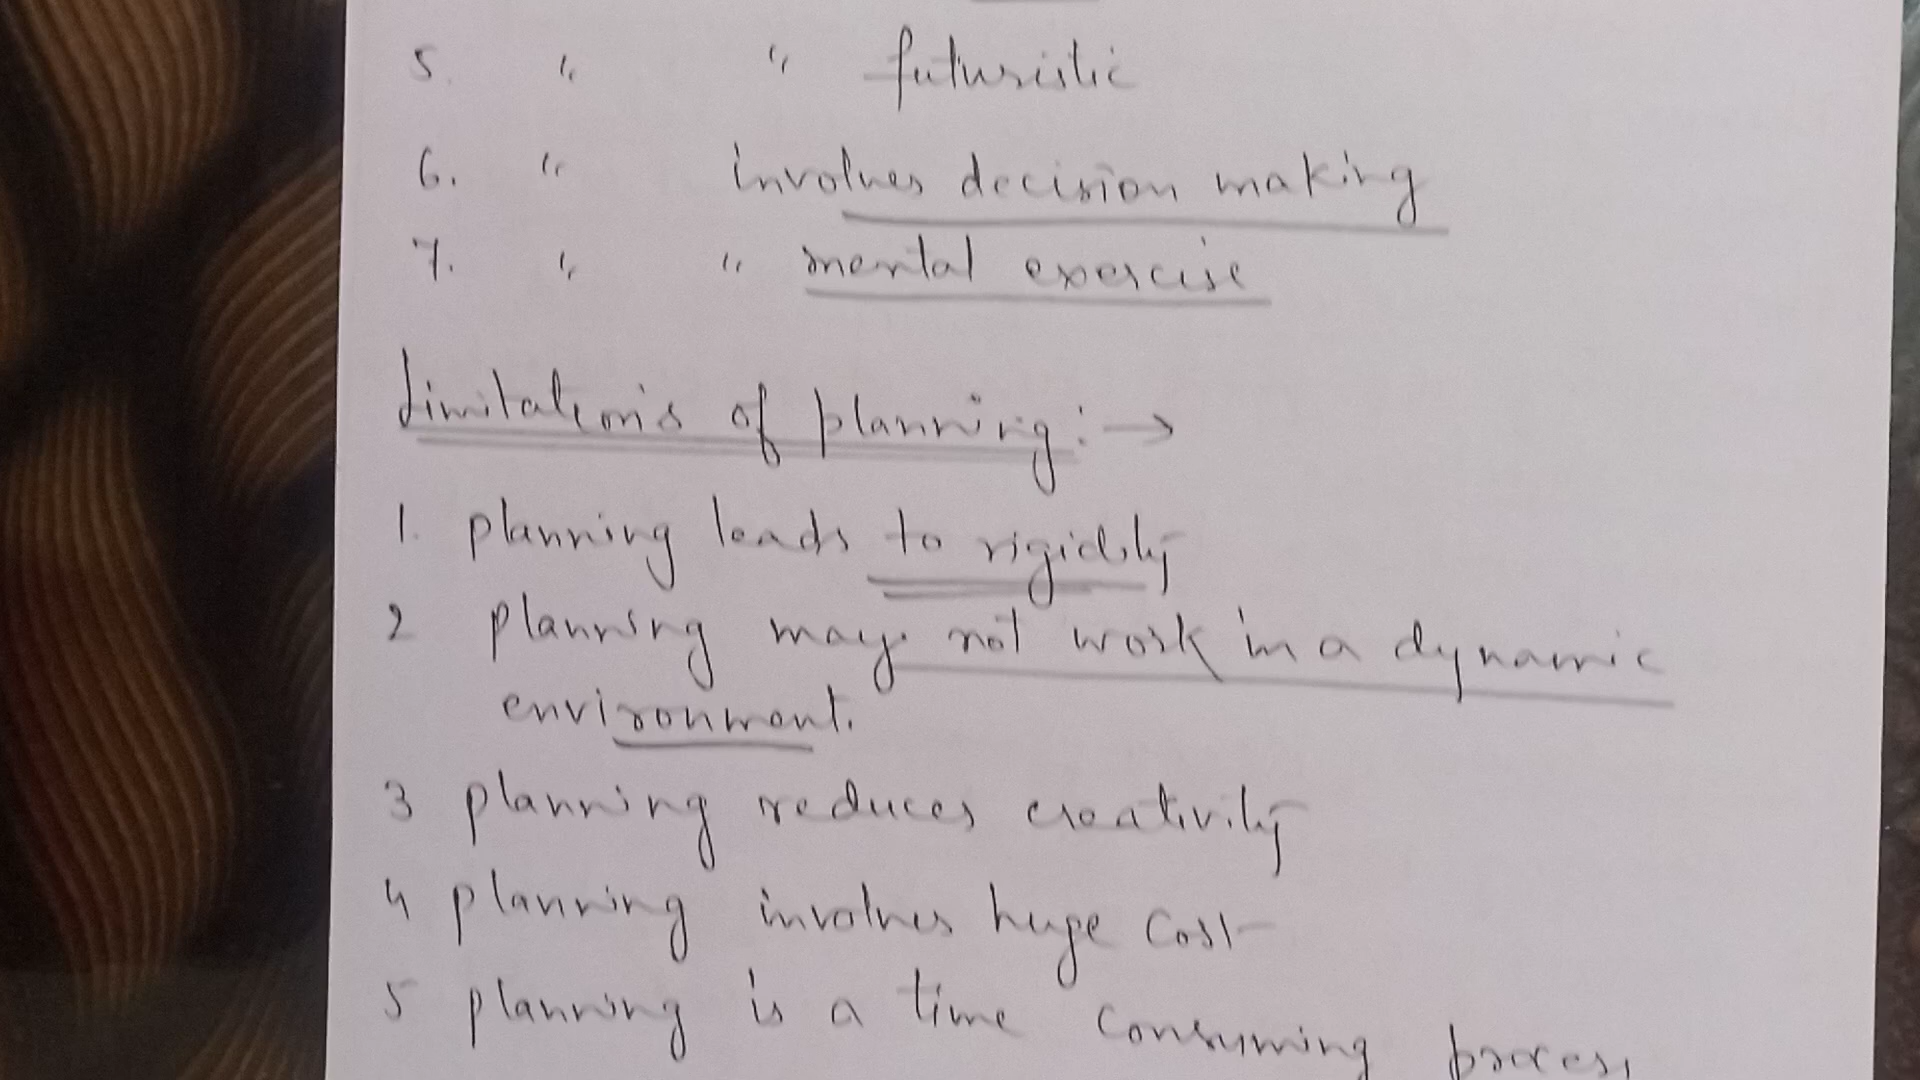 5. " " futuristic
6. " involves decision making
7. " " mental exercise
Limitation's of planning :→
1. planning leads to rigidity
2 planning may not work in a dynamic
environment.
3 planning reduces creativity
4 planning involves huge cost
5 planning is a time consuming process